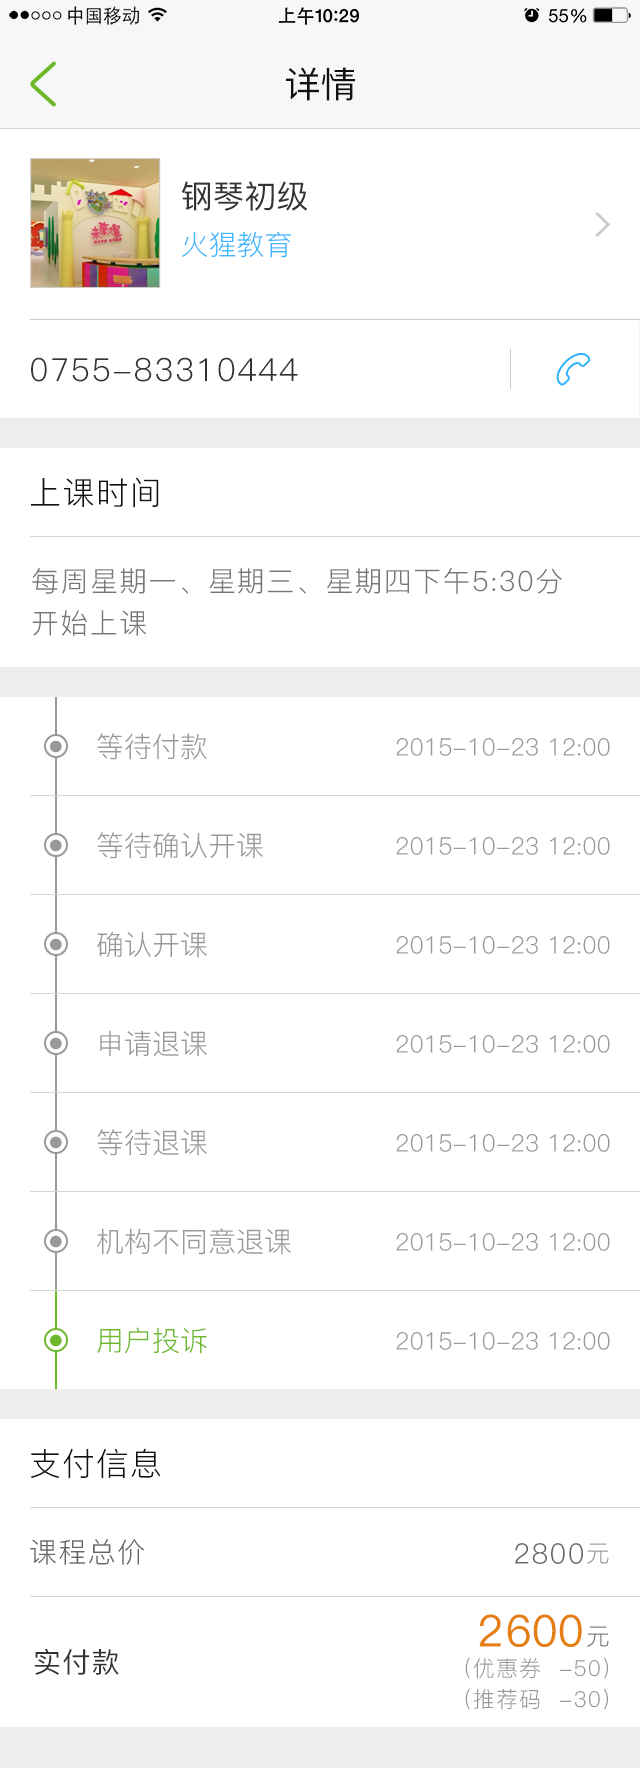 中国移动 上午10:29 55%
详情
钢琴初级
火猩教育
0755-83310444
上课时间
每周星期一、星期三、星期四下午5:30分
开始上课
等待付款 2015-10-23 12:00
等待确认开课 2015-10-23 12:00
确认开课 2015-10-23 12:00
申请退课 2015-10-23 12:00
等待退课 2015-10-23 12:00
机构不同意退课 2015-10-23 12:00
用户投诉 2015-10-23 12:00
支付信息
课程总价 2800元
实付款 2600元
(优惠券 -50)
(推荐码 -30)